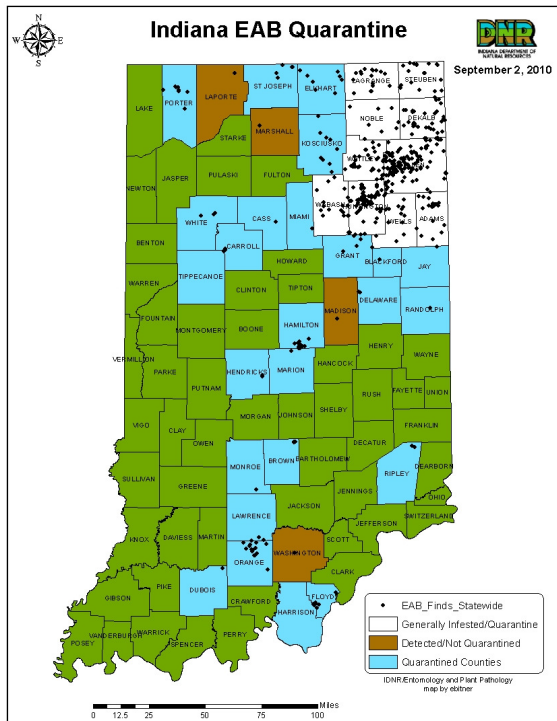 Indiana EAB Quarantine
DNR
INDIANA DEPARTMENT OF
NATURAL RESOURCES
September 2, 2010
N
W E
S
LAKE
PORTER
LAPORTE
ST JOSEPH
ELKHART
LAGRANGE
STEUBEN
NOBLE
DEKALB
STARKE
MARSHALL
KOSCIUSKO
WHITLEY
NEWTON
JASPER
PULASKI
FULTON
WABASH
HUNTINGTON
WELLS
ADAMS
WHITE
CASS
MIAMI
BENTON
CARROLL
GRANT
BLACKFORD
JAY
HOWARD
TIPPECANOE
WARREN
CLINTON
TIPTON
MADISON
DELAWARE
RANDOLPH
FOUNTAIN
MONTGOMERY
BOONE
HAMILTON
HENRY
WAYNE
VERMILLION
PARKE
HENDRICKS
MARION
HANCOCK
PUTNAM
RUSH
FAYETTE
UNION
MORGAN
JOHNSON
SHELBY
VIGO
CLAY
OWEN
FRANKLIN
DECATUR
MONROE
BROWN
BARTHOLOMEW
RIPLEY
DEARBORN
SULLIVAN
GREENE
JENNINGS
OHIO
JACKSON
LAWRENCE
SWITZERLAND
JEFFERSON
KNOX
DAVIESS
MARTIN
WASHINGTON
SCOTT
ORANGE
CLARK
GIBSON
PIKE
DUBOIS
CRAWFORD
FLOYD
HARRISON
POSEY
VANDERBURGH
WARRICK
SPENCER
PERRY
EAB_Finds_Statewide
Generally Infested/Quarantine
Detected/Not Quarantined
Quarantined Counties
IDNR/Entomology and Plant Pathology
map by ebitner
Miles
0 12.5 25 50 75 100